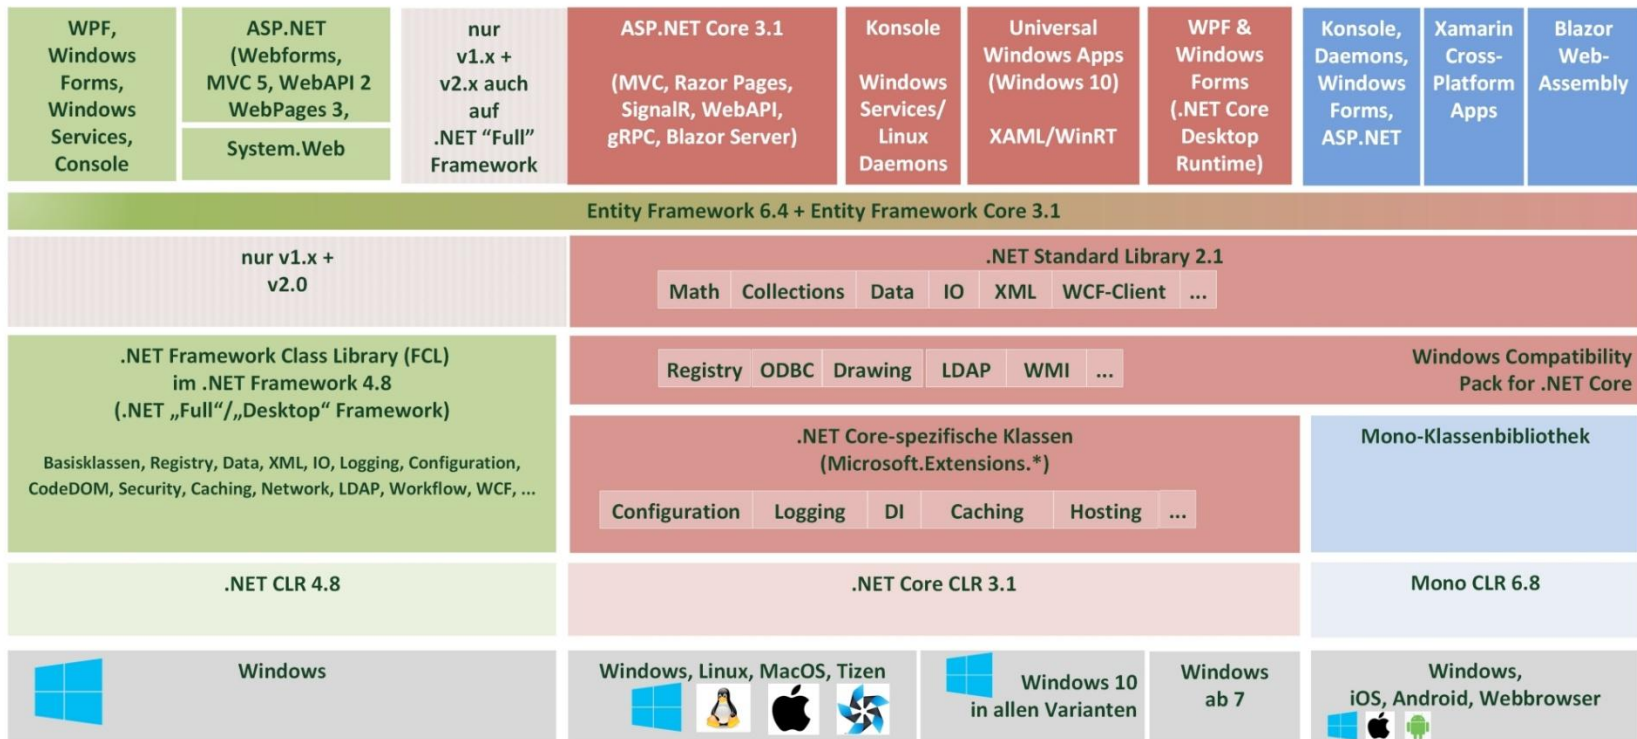 WPF,
Windows
Forms,
Windows
Services,
Console
ASP.NET
(Webforms,
MVC 5, WebAPI 2
WebPages 3,
System.Web
nur
v1.x +
v2.x auch
auf
.NET “Full”
Framework
ASP.NET Core 3.1
(MVC, Razor Pages,
SignalR, WebAPI,
gRPC, Blazor Server)
Konsole
Windows
Services/
Linux
Daemons
Universal
Windows Apps
(Windows 10)
XAML/WinRT
WPF &
Windows
Forms
(.NET Core
Desktop
Runtime)
Konsole,
Daemons,
Windows
Forms,
ASP.NET
Xamarin
Cross-
Platform
Apps
Blazor
Web-
Assembly
Entity Framework 6.4 + Entity Framework Core 3.1
nur v1.x +
v2.0
.NET Standard Library 2.1
Math Collections Data IO XML WCF-Client ...
.NET Framework Class Library (FCL)
im .NET Framework 4.8
(.NET „Full“/„Desktop“ Framework)
Basisklassen, Registry, Data, XML, IO, Logging, Configuration,
CodeDOM, Security, Caching, Network, LDAP, Workflow, WCF, ...
Registry ODBC Drawing LDAP WMI ...
Windows Compatibility
Pack for .NET Core
.NET Core-spezifische Klassen
(Microsoft.Extensions.*)
Configuration Logging DI Caching Hosting ...
Mono-Klassenbibliothek
.NET CLR 4.8
.NET Core CLR 3.1
Mono CLR 6.8
Windows
Windows, Linux, MacOS, Tizen
Windows 10
in allen Varianten
Windows
ab 7
Windows,
iOS, Android, Webbrowser